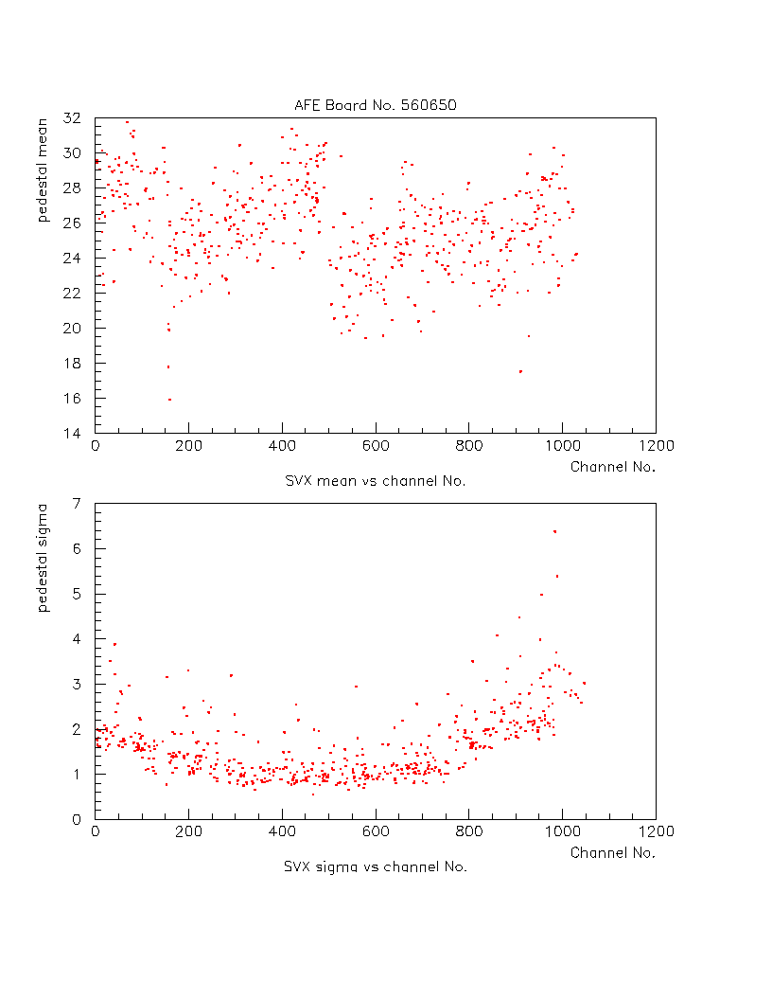 AFE Board No. 560650
pedestal mean
32
30
28
26
24
22
20
18
16
14
0 200 400 600 800 1000 1200
Channel No.
SVX mean vs channel No.
pedestal sigma
7
6
5
4
3
2
1
0
0 200 400 600 800 1000 1200
Channel No.
SVX sigma vs channel No.